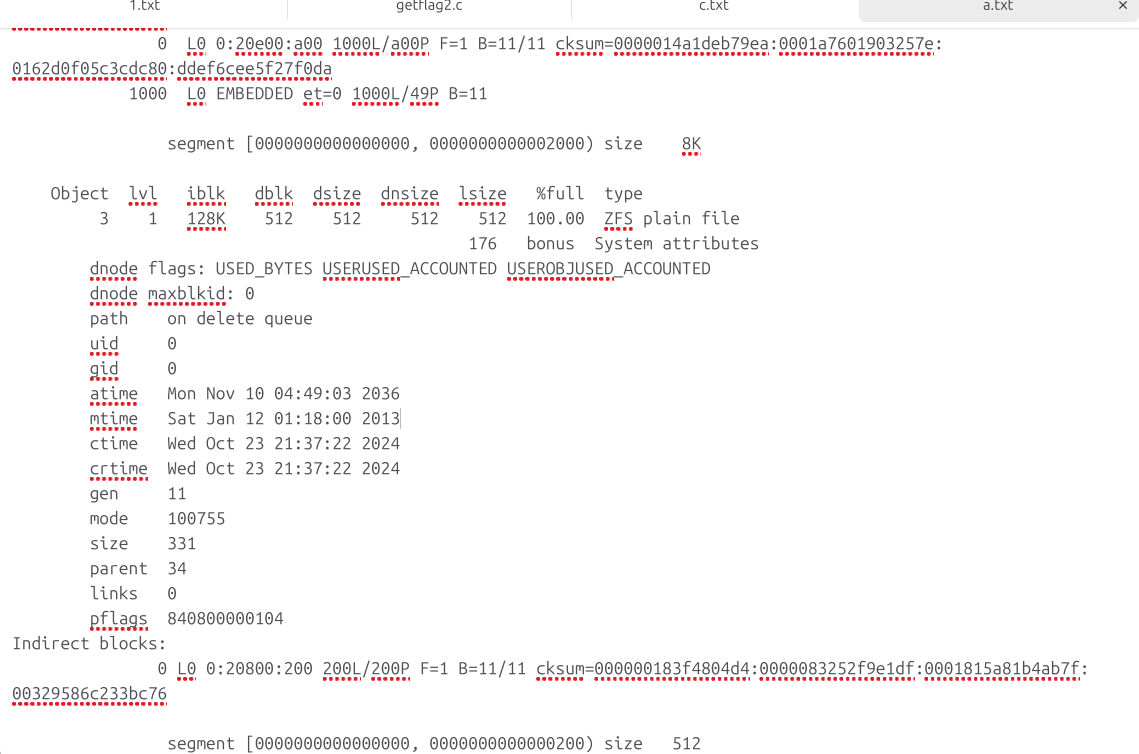 1.txt getflag2.c c.txt a.txt ×
0 L0 0:20e00:a00 1000L/a00P F=1 B=11/11 cksum=0000014a1deb79ea:0001a7601903257e:
0162d0f05c3cdc80:ddef6cee5f27f0da
1000 L0 EMBEDDED et=0 1000L/49P B=11
segment [0000000000000000, 0000000000002000) size 8K
Object lvl iblk dblk dsize dnsize lsize %full type
3 1 128K 512 512 512 512 100.00 ZFS plain file
176 bonus System attributes
dnode flags: USED_BYTES USERUSED_ACCOUNTED USEROBJUSED_ACCOUNTED
dnode maxblkid: 0
path on delete queue
uid 0
gid 0
atime Mon Nov 10 04:49:03 2036
mtime Sat Jan 12 01:18:00 2013
ctime Wed Oct 23 21:37:22 2024
crtime Wed Oct 23 21:37:22 2024
gen 11
mode 100755
size 331
parent 34
links 0
pflags 840800000104
Indirect blocks:
0 L0 0:20800:200 200L/200P F=1 B=11/11 cksum=000000183f4804d4:0000083252f9e1df:0001815a81b4ab7f:
00329586c233bc76
segment [0000000000000000, 0000000000000200) size 512